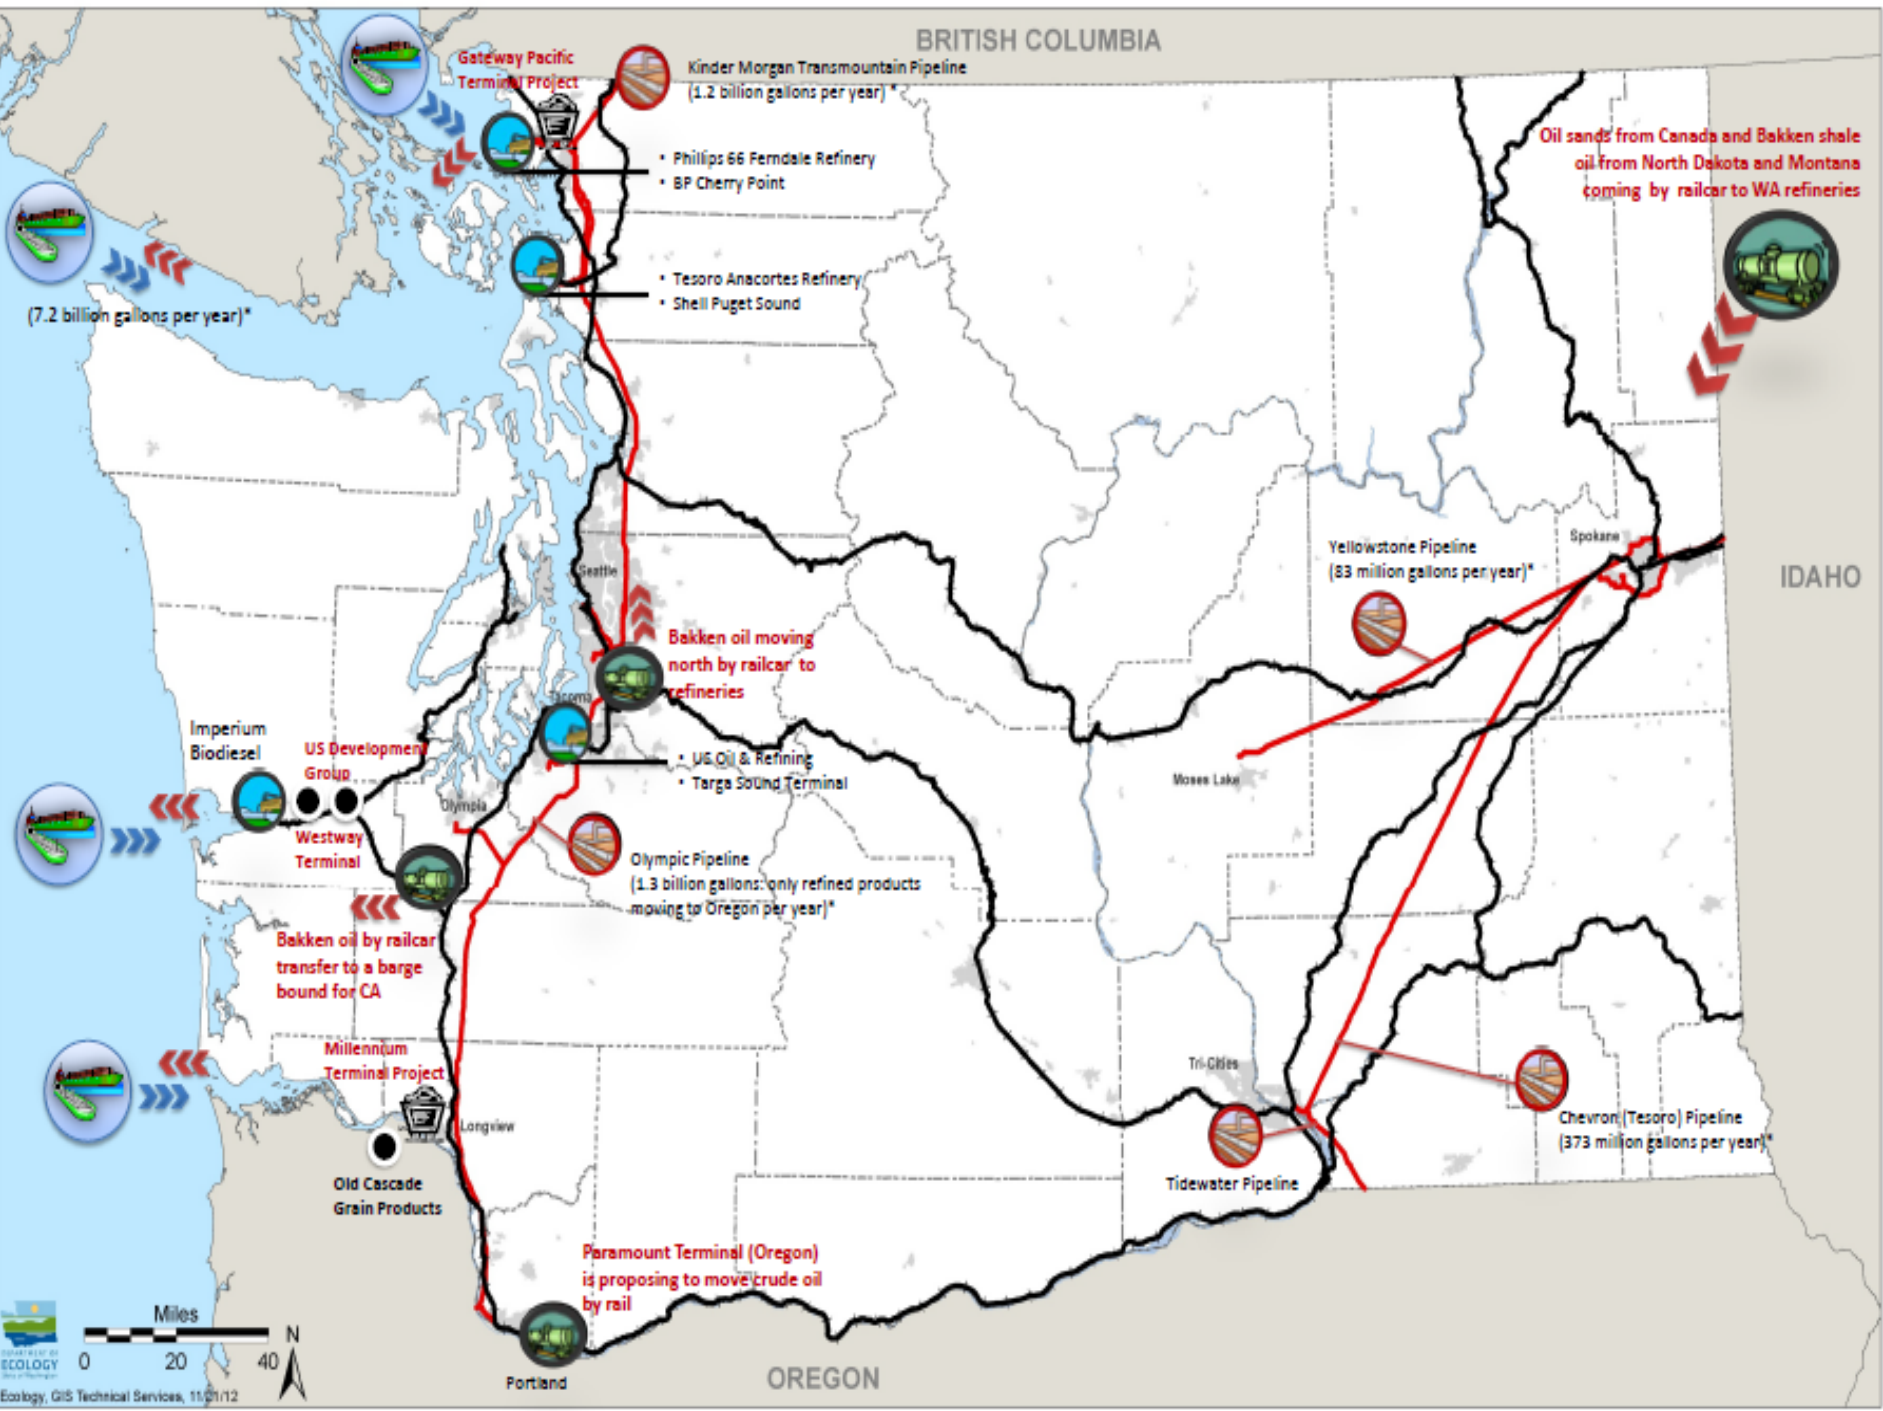 BRITISH COLUMBIA
Gateway Pacific
Terminal Project
Kinder Morgan Transmountain Pipeline
(1.2 billion gallons per year) *
Oil sands from Canada and Bakken shale
oil from North Dakota and Montana
coming by railcar to WA refineries
• Phillips 66 Ferndale Refinery
• BP Cherry Point
• Tesoro Anacortes Refinery
• Shell Puget Sound
(7.2 billion gallons per year)*
Spokane
Yellowstone Pipeline
(83 million gallons per year)*
IDAHO
Seattle
Bakken oil moving
north by railcar to
refineries
Tacoma
Imperium
Biodiesel
US Development
Group
• US Oil & Refining
• Targa Sound Terminal
Moses Lake
Olympia
Westway
Terminal
Olympic Pipeline
(1.3 billion gallons: only refined products
moving to Oregon per year)*
Bakken oil by railcar
transfer to a barge
bound for CA
Millennium
Terminal Project
Tri-Cities
Longview
Chevron (Tesoro) Pipeline
(373 million gallons per year)*
Old Cascade
Grain Products
Tidewater Pipeline
Paramount Terminal (Oregon)
is proposing to move crude oil
by rail
Miles
0 20 40
N
DEPARTMENT OF
ECOLOGY
State of Washington
Portland
OREGON
Ecology, GIS Technical Services, 11/21/12